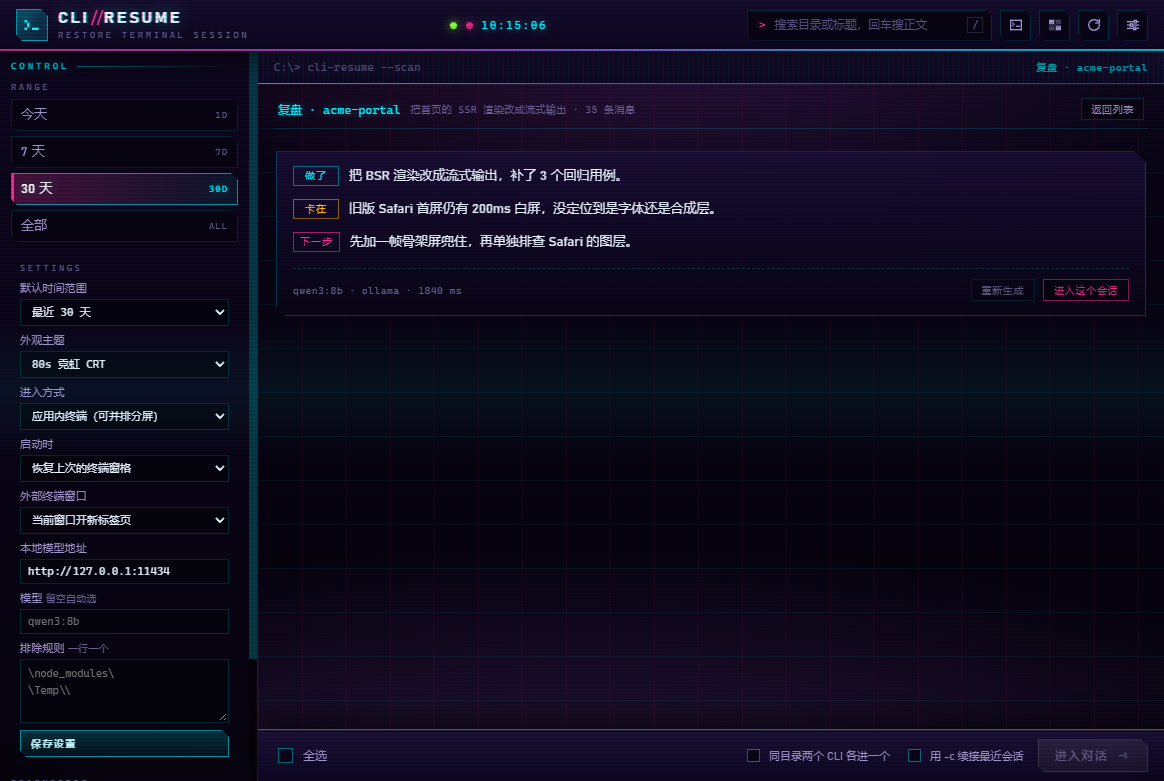 CLI//RESUME
RESTORE TERMINAL SESSION
10:15:06
> 搜索目录或标题，回车搜正文 /
CONTROL
RANGE
今天 1D
7 天 7D
30 天 30D
全部 ALL
SETTINGS
默认时间范围
最近 30 天
外观主题
80s 霓虹 CRT
进入方式
应用内终端（可并排分屏）
启动时
恢复上次的终端窗格
外部终端窗口
当前窗口开新标签页
本地模型地址
http://127.0.0.1:11434
模型 留空自动选
qwen3:8b
排除规则 一行一个
\node_modules\
\Temp\\
保存设置
C:\> cli-resume --scan
复盘 · acme-portal
复盘 · acme-portal 把首页的 SSR 渲染改成流式输出 · 35 条消息
返回列表
做了 把 BSR 渲染改成流式输出，补了 3 个回归用例。
卡在 旧版 Safari 首屏仍有 200ms 白屏，没定位到是字体还是合成层。
下一步 先加一帧骨架屏兜住，再单独排查 Safari 的图层。
qwen3:8b · ollama · 1840 ms
重新生成
进入这个会话
全选
同目录两个 CLI 各进一个
用 -c 续接最近会话
进入对话 →